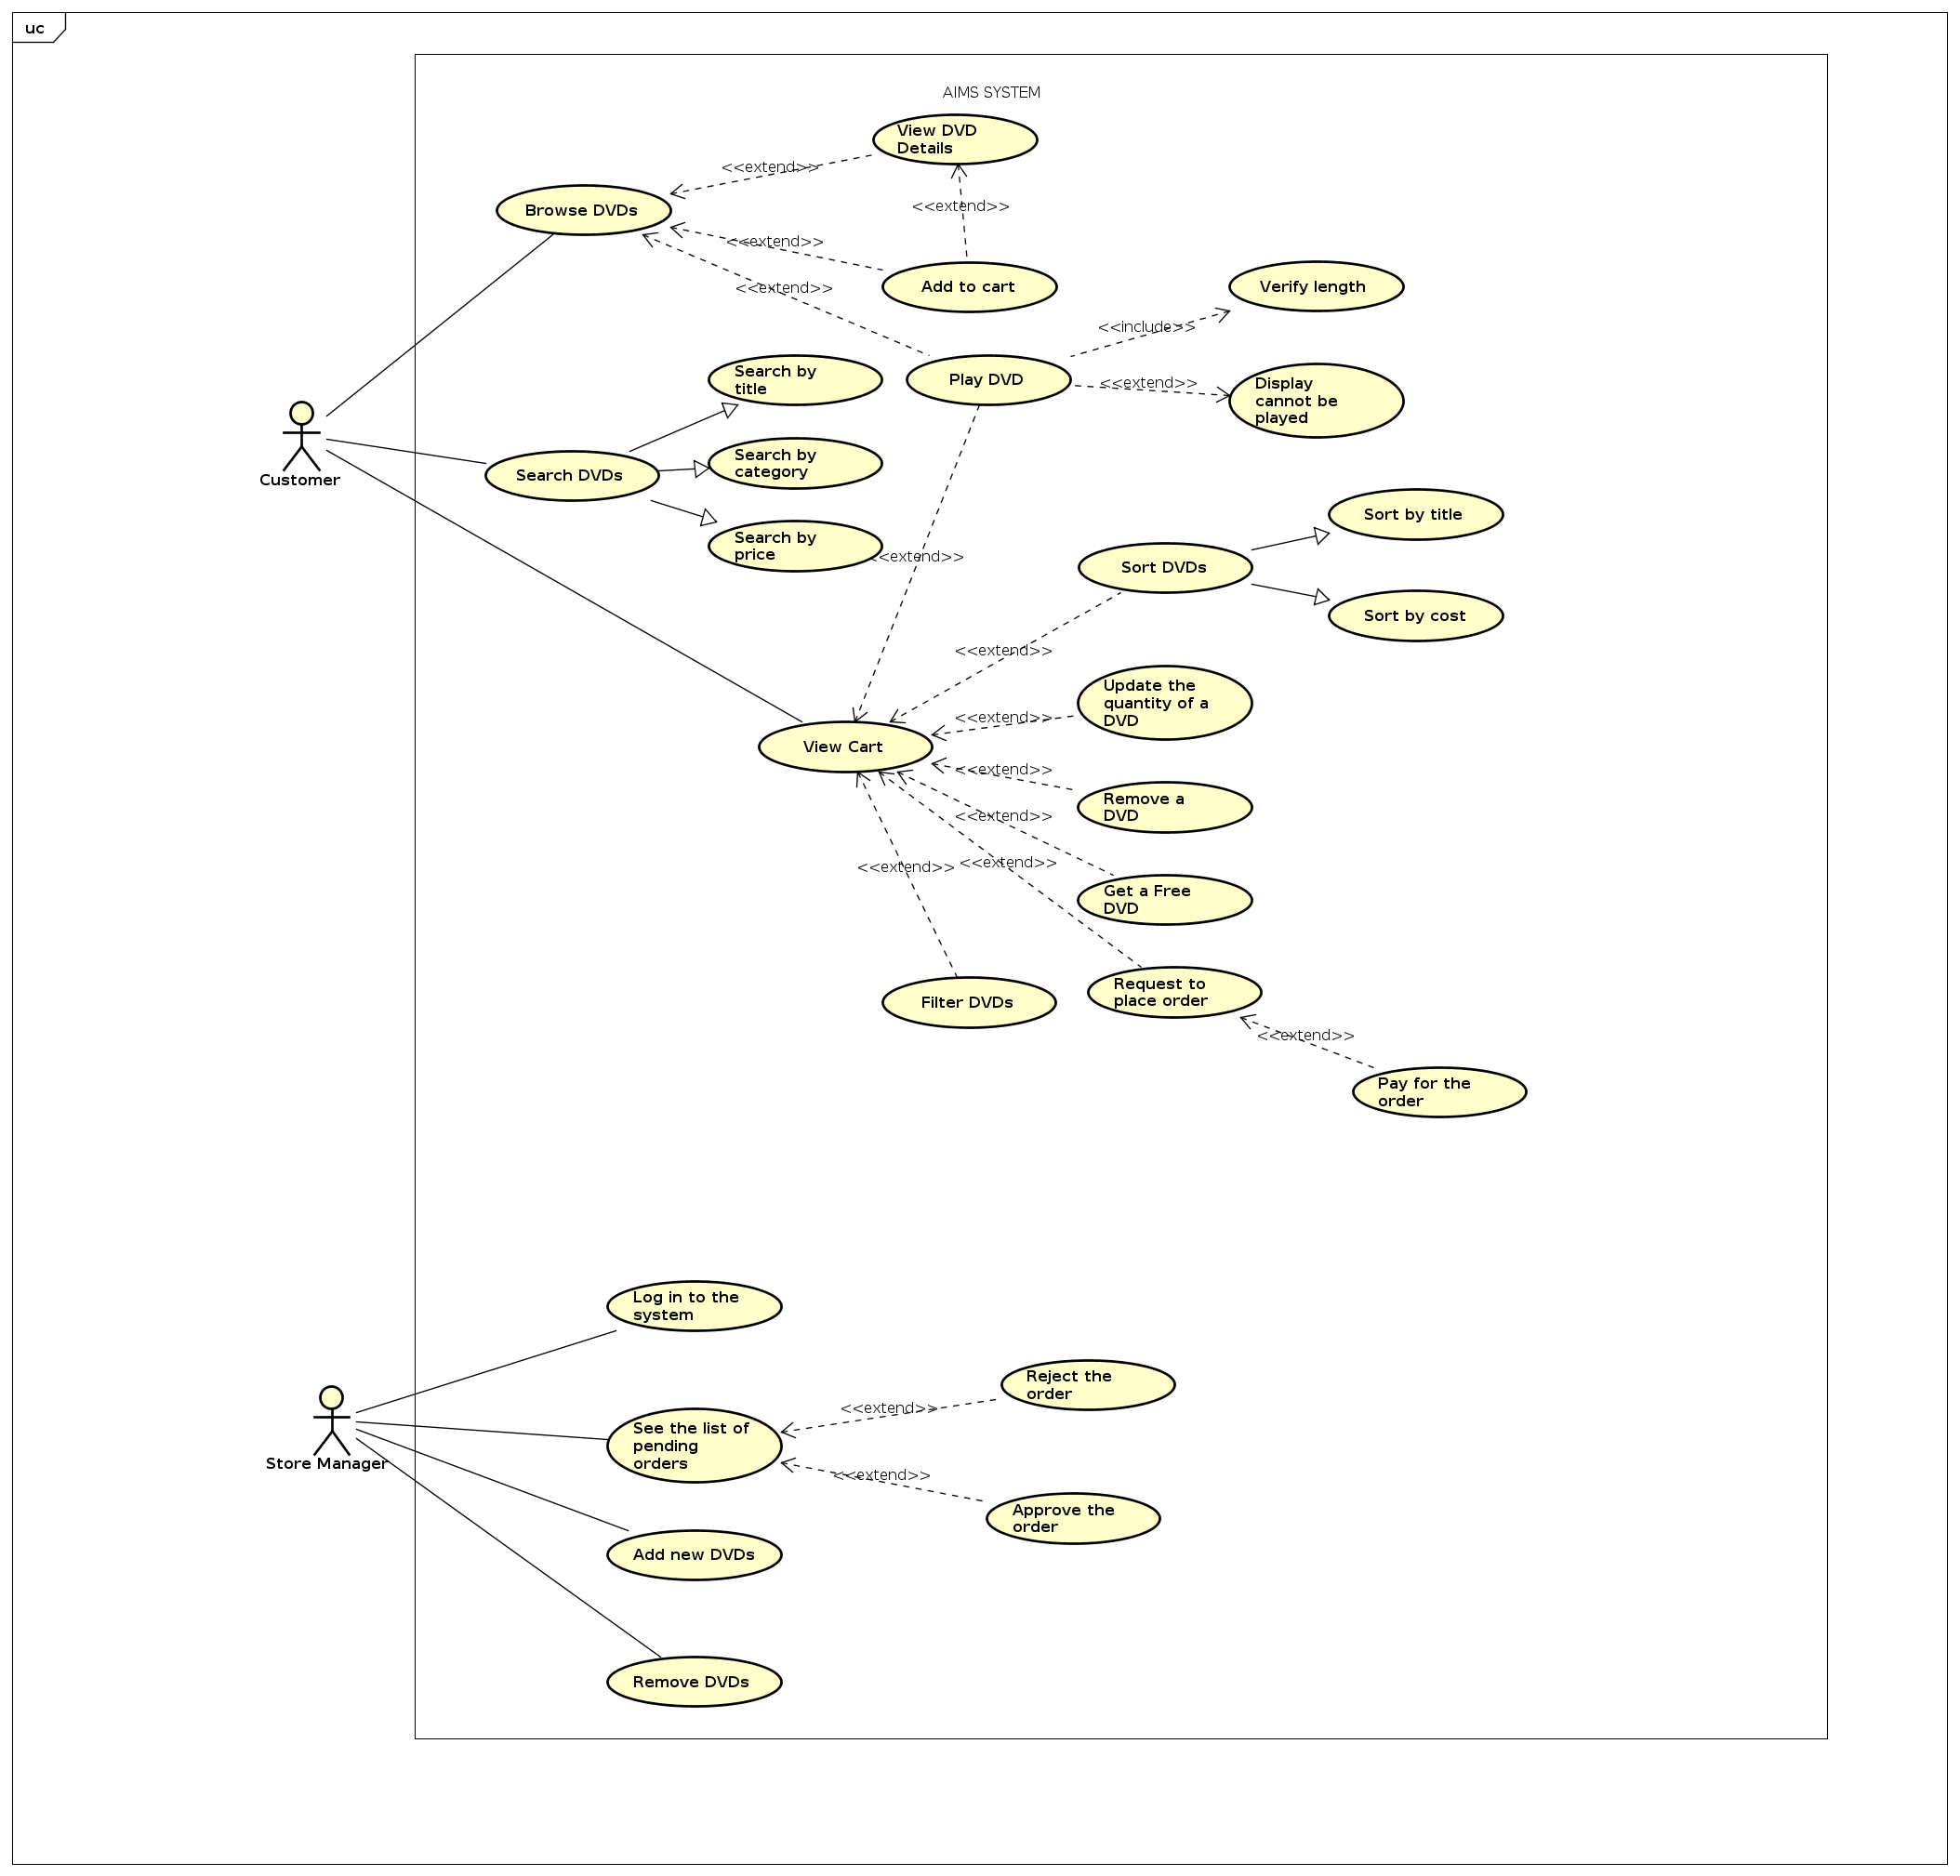 uc
AIMS SYSTEM
View DVD
Details
<<extend>>
Browse DVDs
<<extend>>
<<extend>>
<<extend>>
Add to cart
Verify length
<<include>>
Search by
title
Play DVD
<<extend>>
Display
cannot be
played
Customer
Search DVDs
Search by
category
Search by
price
<<extend>>
Sort by title
Sort DVDs
Sort by cost
<<extend>>
Update the
quantity of a
DVD
<<extend>>
View Cart
<<extend>>
Remove a
DVD
<<extend>>
<<extend>>
<<extend>>
Get a Free
DVD
Filter DVDs
Request to
place order
<<extend>>
Pay for the
order
Log in to the
system
Store Manager
See the list of
pending
orders
<<extend>>
Reject the
order
<<extend>>
Approve the
order
Add new DVDs
Remove DVDs